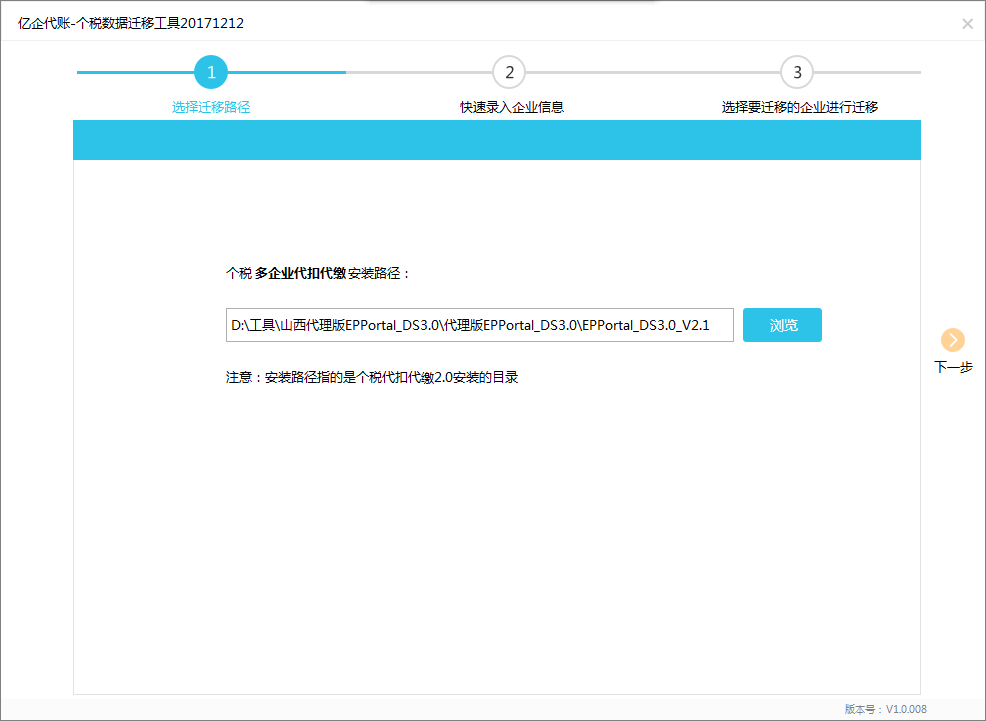 亿企代账-个税数据迁移工具20171212
1
2
3
选择迁移路径
快速录入企业信息
选择要迁移的企业进行迁移
个税 多企业代扣代缴 安装路径：
D:\工具\山西代理版EPPortal_DS3.0\代理版EPPortal_DS3.0\EPPortal_DS3.0_V2.1
浏览
下一步
注意：安装路径指的是个税代扣代缴2.0安装的目录
版本号：V1.0.008